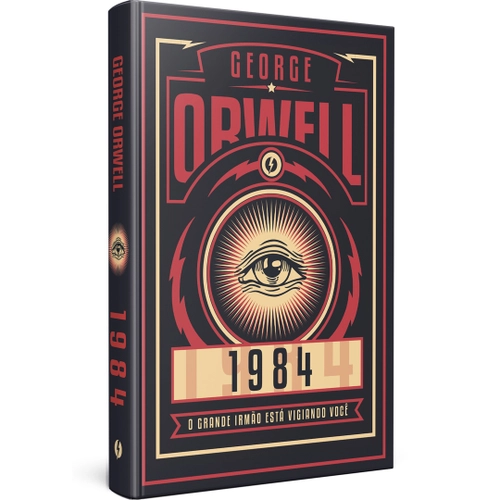 GEORGE ORWELL
1984
GEORGE
ORWELL
1984
O GRANDE IRMÃO ESTÁ VIGIANDO VOCÊ